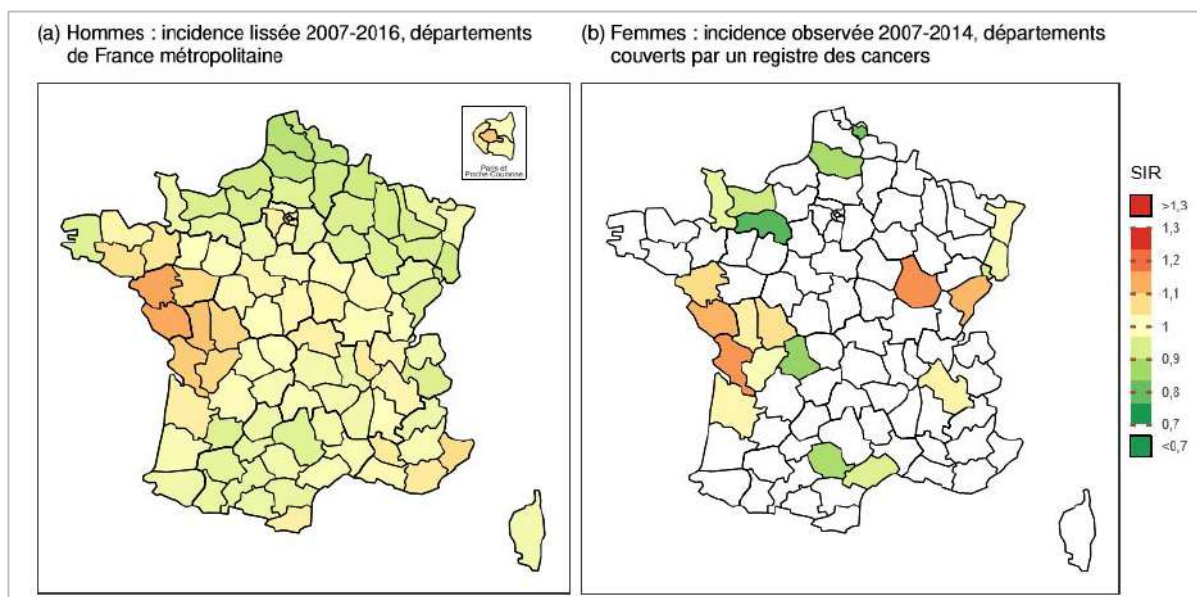 (a) Hommes : incidence lissée 2007-2016, départements
de France métropolitaine
(b) Femmes : incidence observée 2007-2014, départements
couverts par un registre des cancers
Paris et
Proche Couronne
SIR
>1,3
1,3
1,2
1,1
1
0,9
0,8
0,7
<0,7